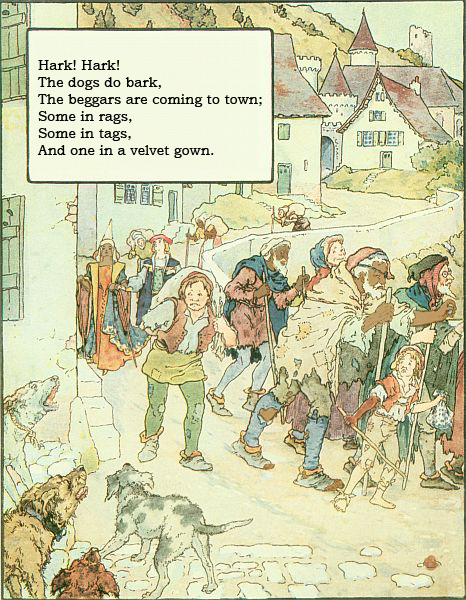 Hark! Hark!
The dogs do bark,
The beggars are coming to town;
Some in rags,
Some in tags,
And one in a velvet gown.